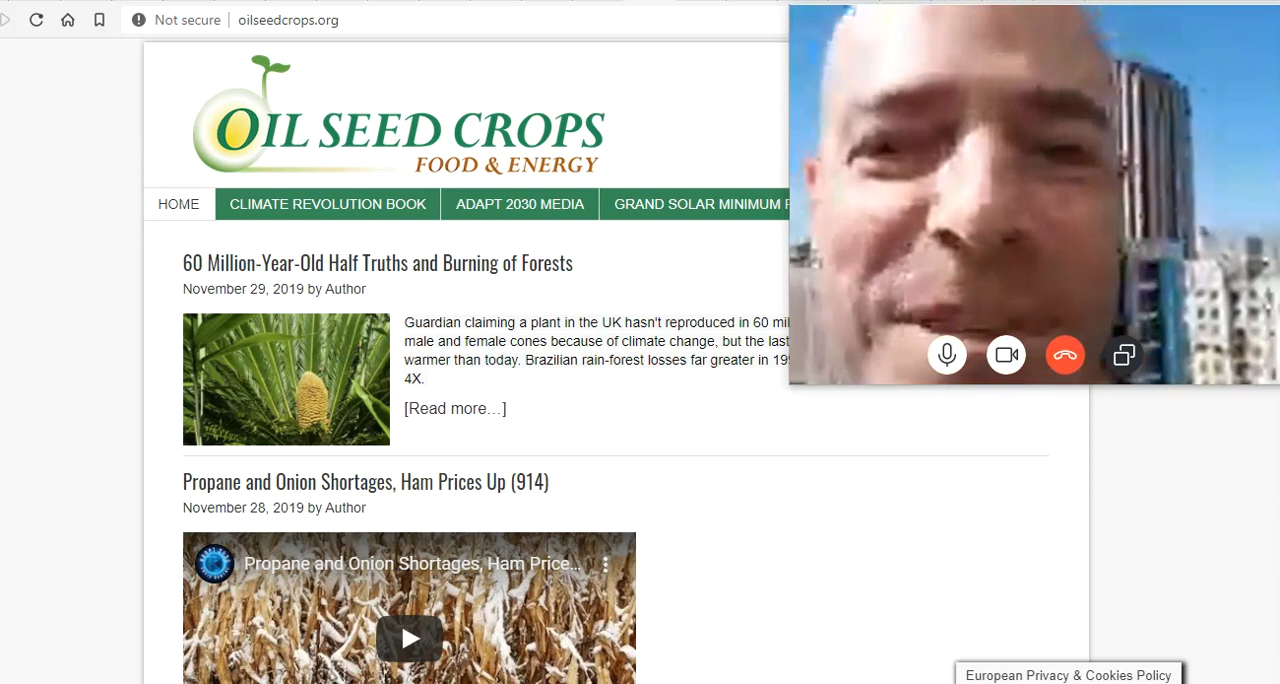 Not secure | oilseedcrops.org
OIL SEED CROPS
FOOD & ENERGY
HOME CLIMATE REVOLUTION BOOK ADAPT 2030 MEDIA GRAND SOLAR MINIMUM
60 Million-Year-Old Half Truths and Burning of Forests
November 29, 2019 by Author
Guardian claiming a plant in the UK hasn't reproduced in 60 mil
male and female cones because of climate change, but the last
warmer than today. Brazilian rain-forest losses far greater in 199
4X.
[Read more…]
Propane and Onion Shortages, Ham Prices Up (914)
November 28, 2019 by Author
Propane and Onion Shortages, Ham Price...
European Privacy & Cookies Policy